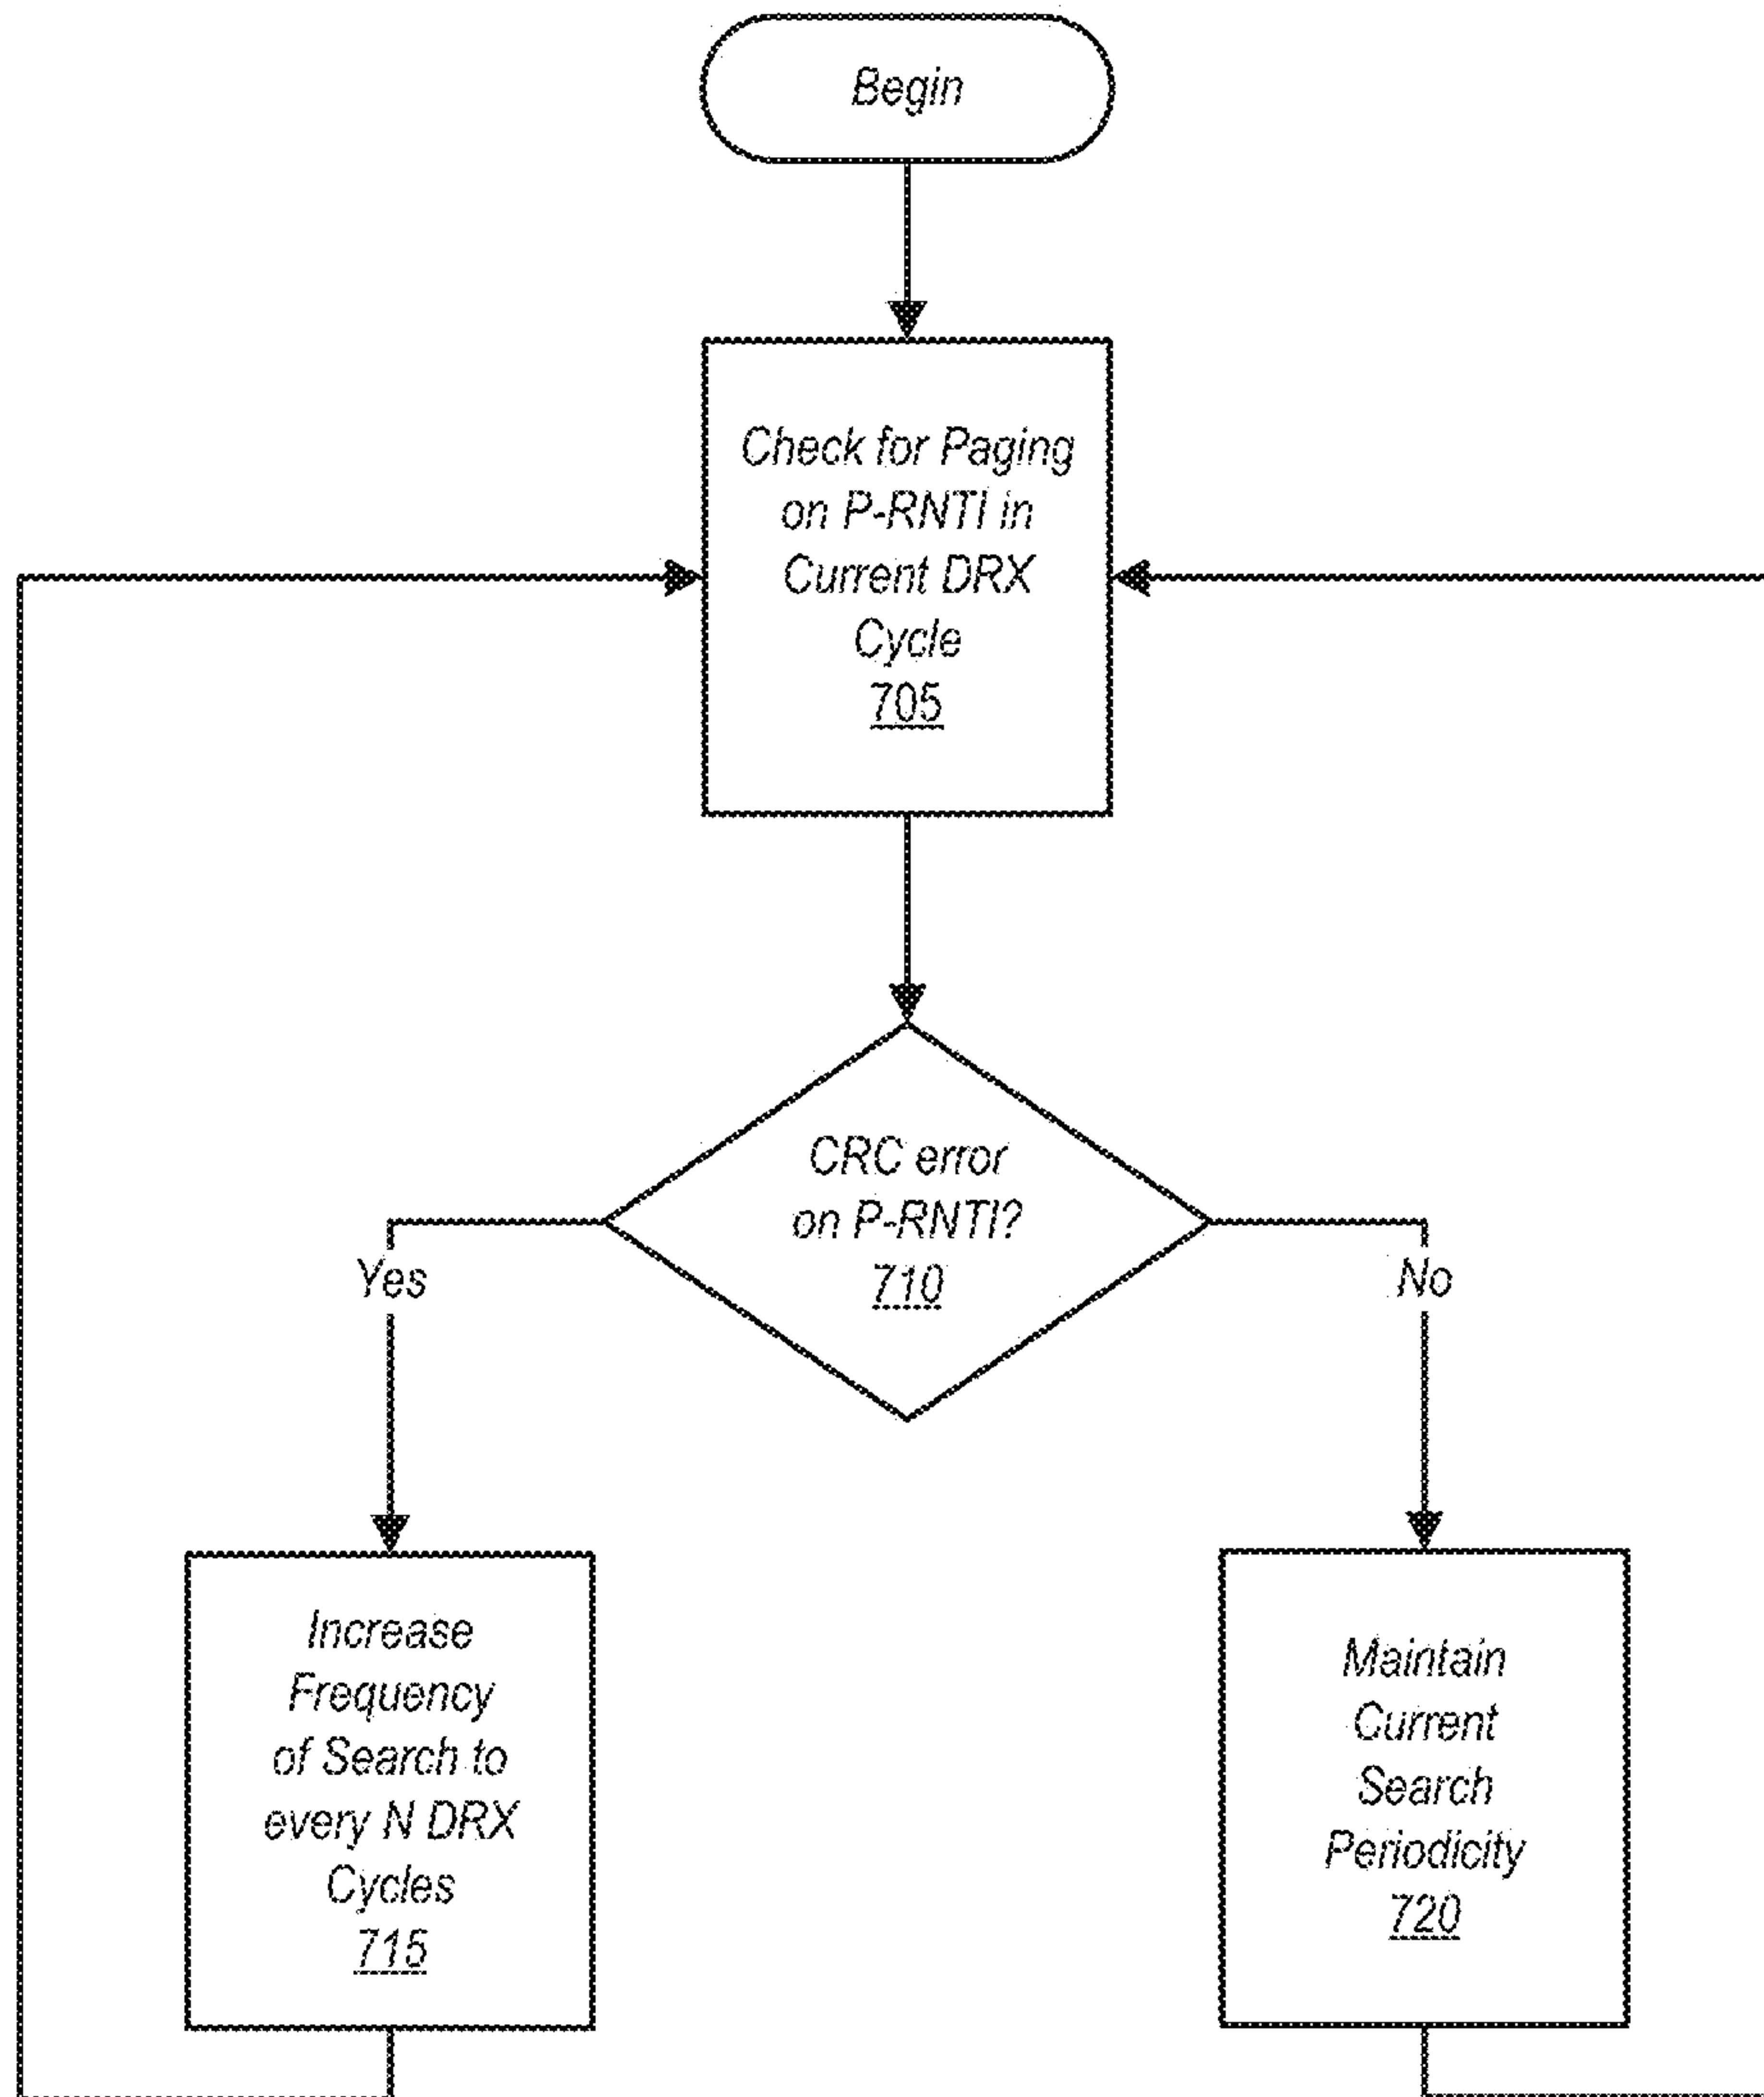 Begin
Check for Paging
on P-RNTI in
Current DRX
Cycle
705
CRC error
on P-RNTI?
710
Yes
No
Increase
Frequency
of Search to
every N DRX
Cycles
715
Maintain
Current
Search
Periodicity
720